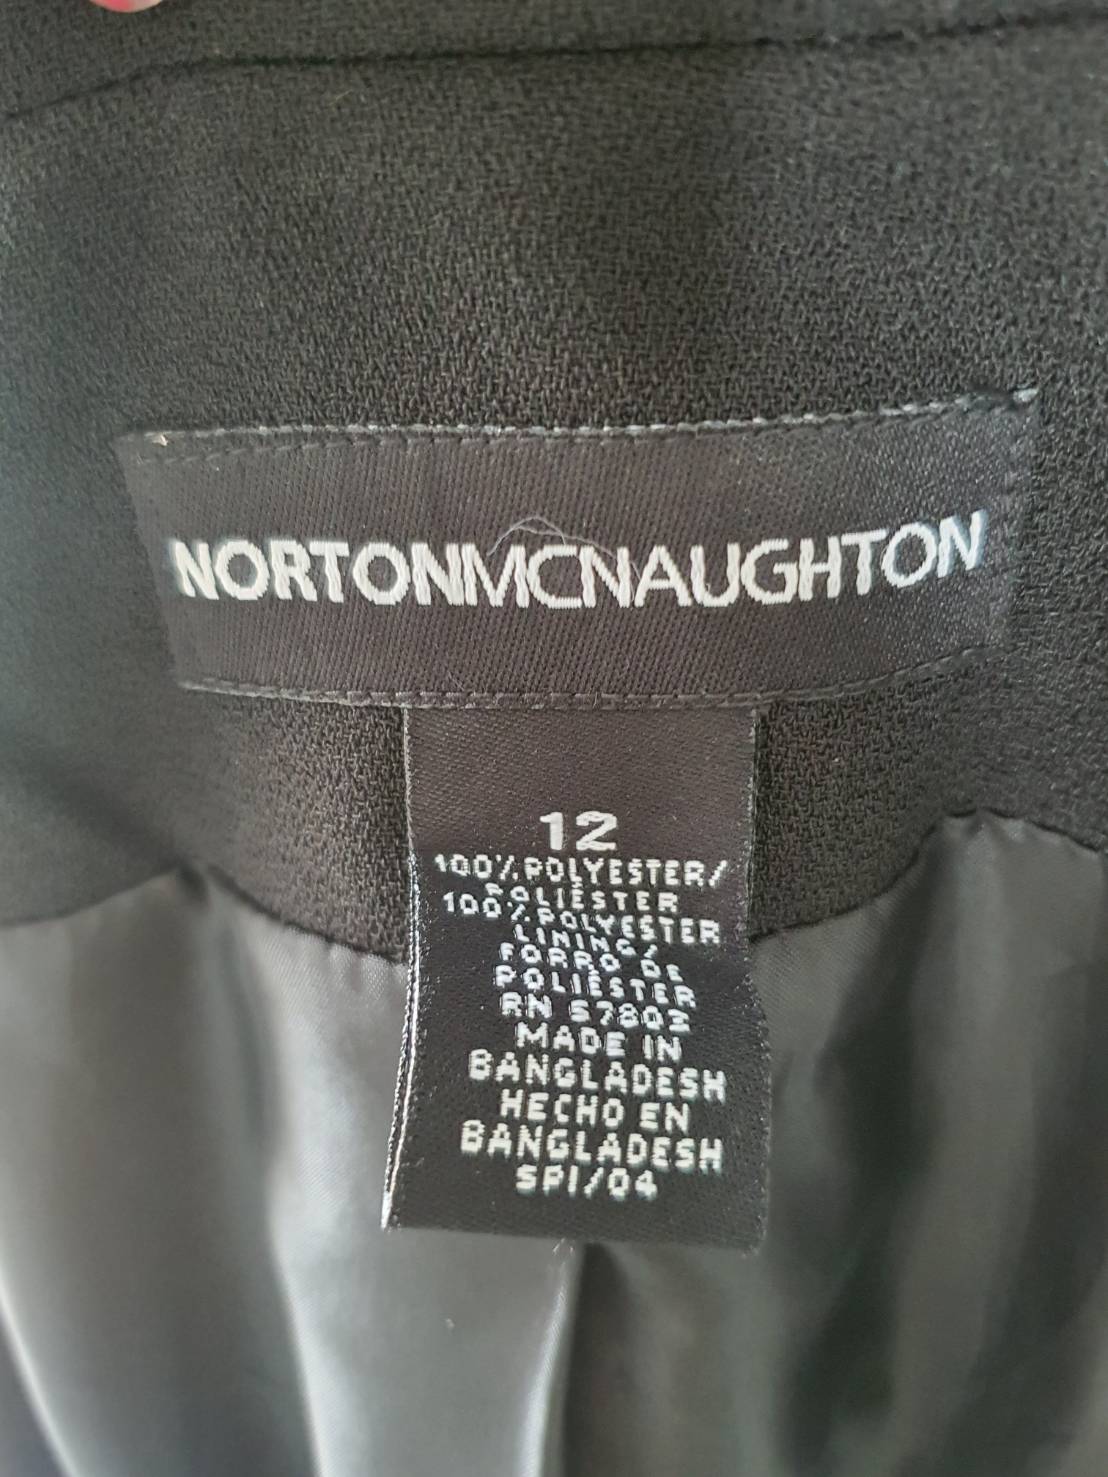 NORTONMCNAUGHTON
12
100% POLYESTER/
POLIÉSTER
100% POLYESTER
LINING/
FORRO DE
POLIÉSTER
RN 57803
MADE IN
BANGLADESH
HECHO EN
BANGLADESH
SPI/04